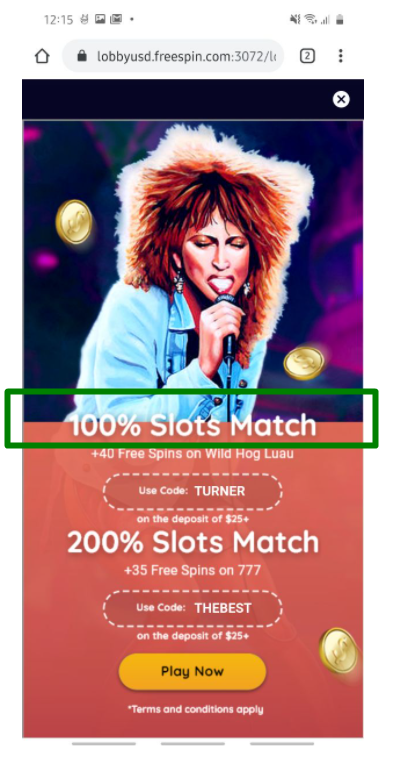 12:15
lobbyusd.freespin.com:3072/l
2
100% Slots Match
+40 Free Spins on Wild Hog Luau
Use Code: TURNER
on the deposit of $25+
200% Slots Match
+35 Free Spins on 777
Use Code: THEBEST
on the deposit of $25+
Play Now
*Terms and conditions apply